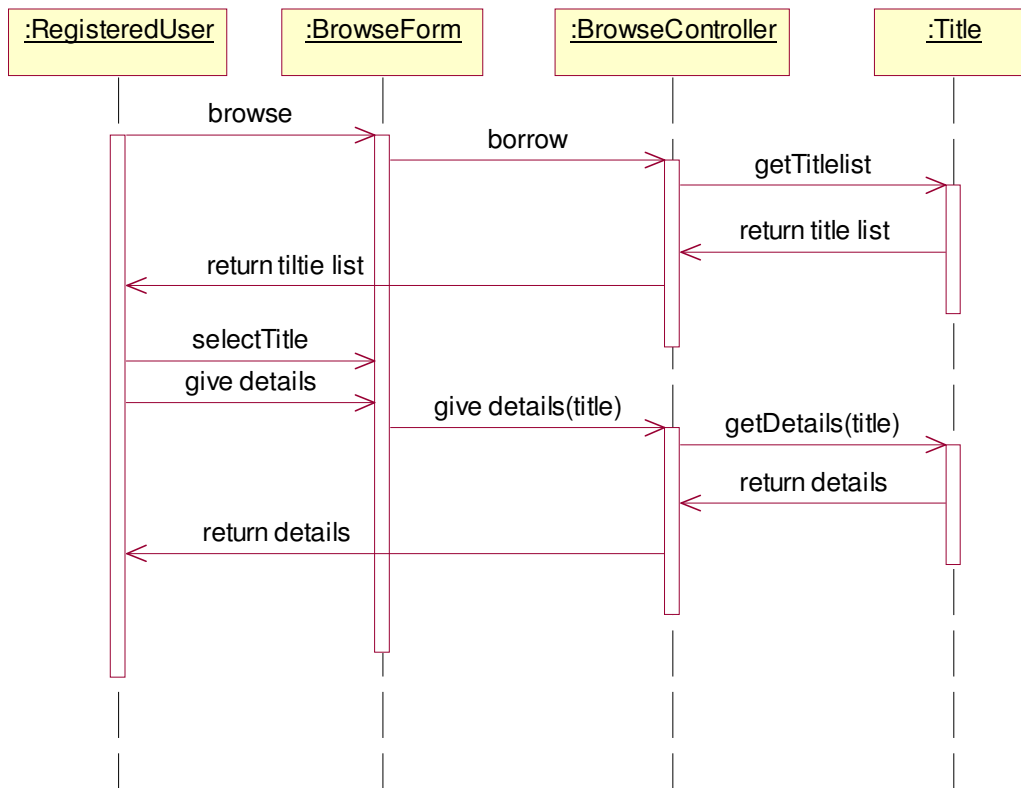 :RegisteredUser
:BrowseForm
:BrowseController
:Title
browse
borrow
getTitlelist
return title list
return tiltie list
selectTitle
give details
give details(title)
getDetails(title)
return details
return details